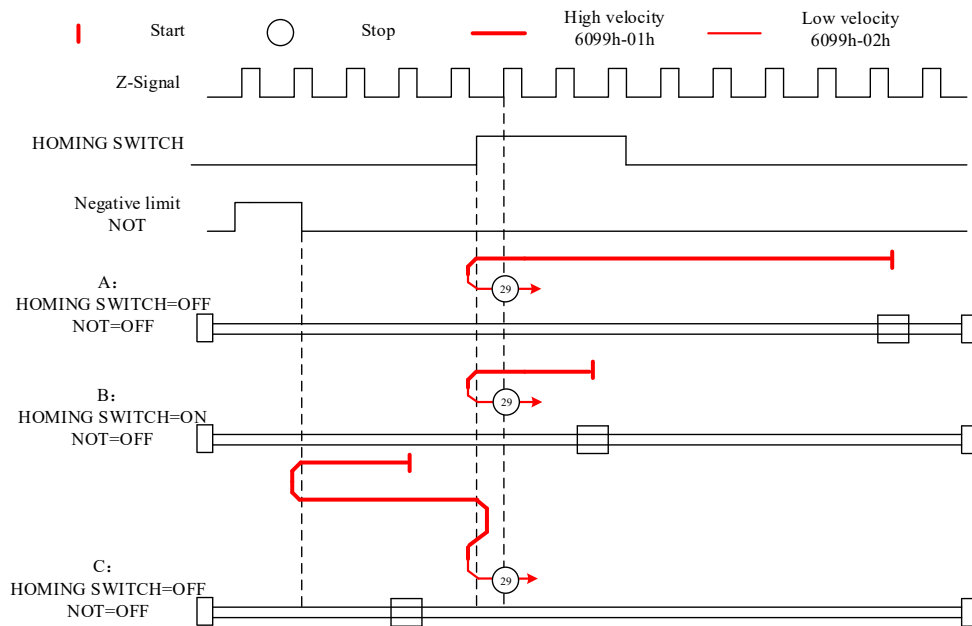 Start
Stop
High velocity
6099h-01h
Low velocity
6099h-02h
Z-Signal
HOMING SWITCH
Negative limit
NOT
A：
HOMING SWITCH=OFF
NOT=OFF
29
B：
HOMING SWITCH=ON
NOT=OFF
29
C：
HOMING SWITCH=OFF
NOT=OFF
29